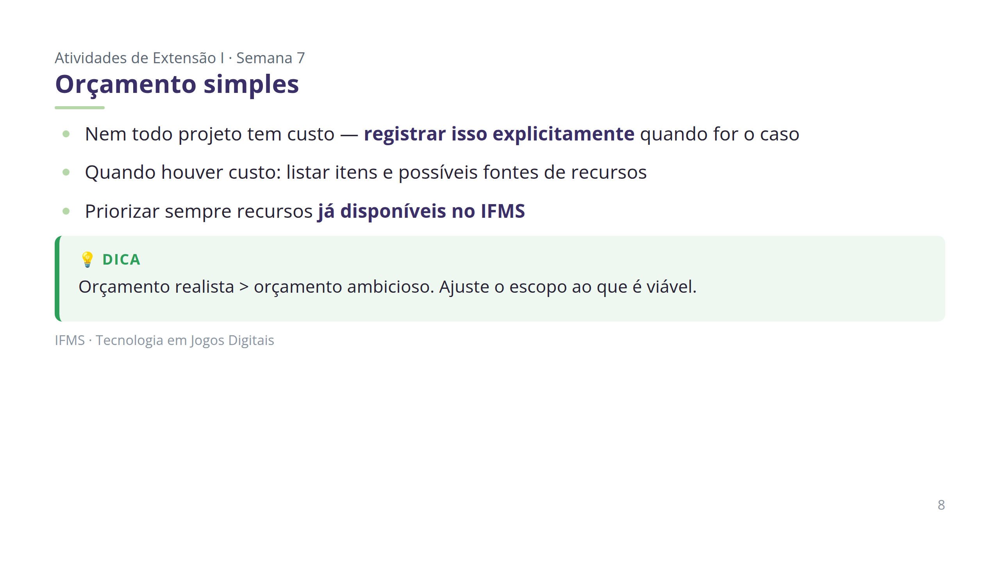 Atividades de Extensão I · Semana 7
Orçamento simples
Nem todo projeto tem custo — registrar isso explicitamente quando for o caso
Quando houver custo: listar itens e possíveis fontes de recursos
Priorizar sempre recursos já disponíveis no IFMS
💡 DICA
Orçamento realista > orçamento ambicioso. Ajuste o escopo ao que é viável.
IFMS · Tecnologia em Jogos Digitais
8